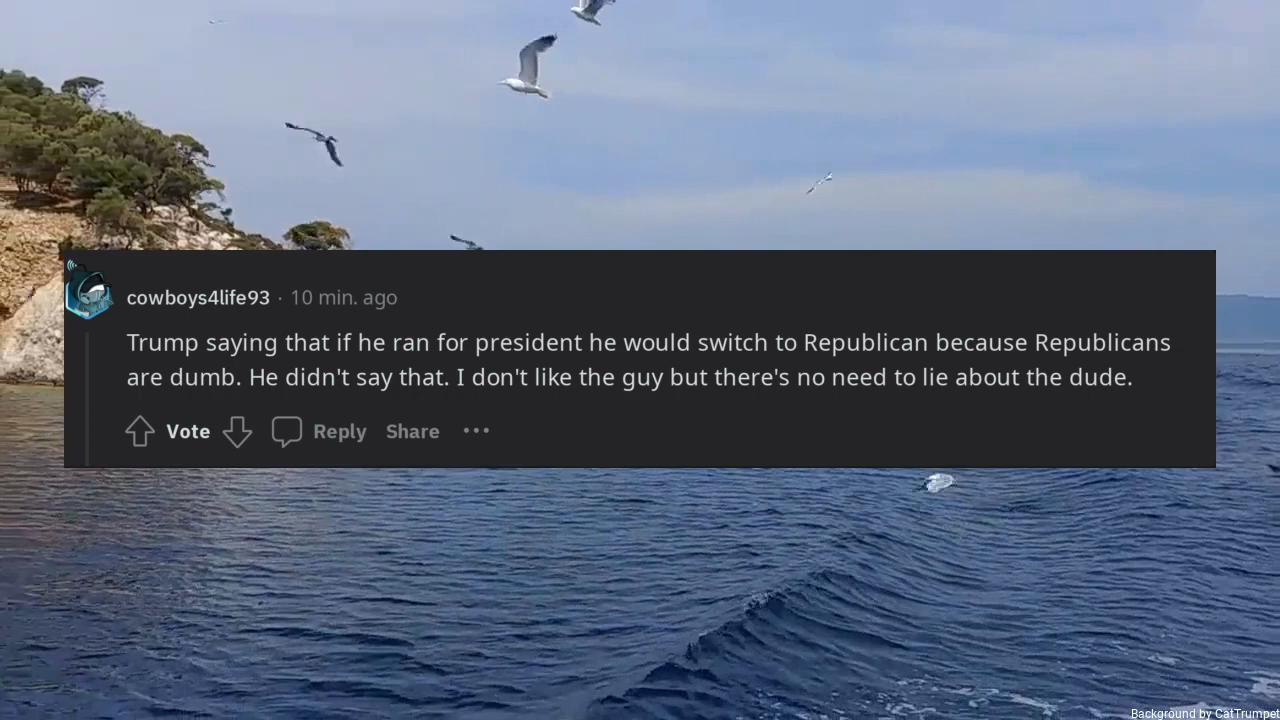 cowboys4life93 · 10 min. ago
Trump saying that if he ran for president he would switch to Republican because Republicans
are dumb. He didn't say that. I don't like the guy but there's no need to lie about the dude.
Vote Reply Share •••
Background by CatTrumpet